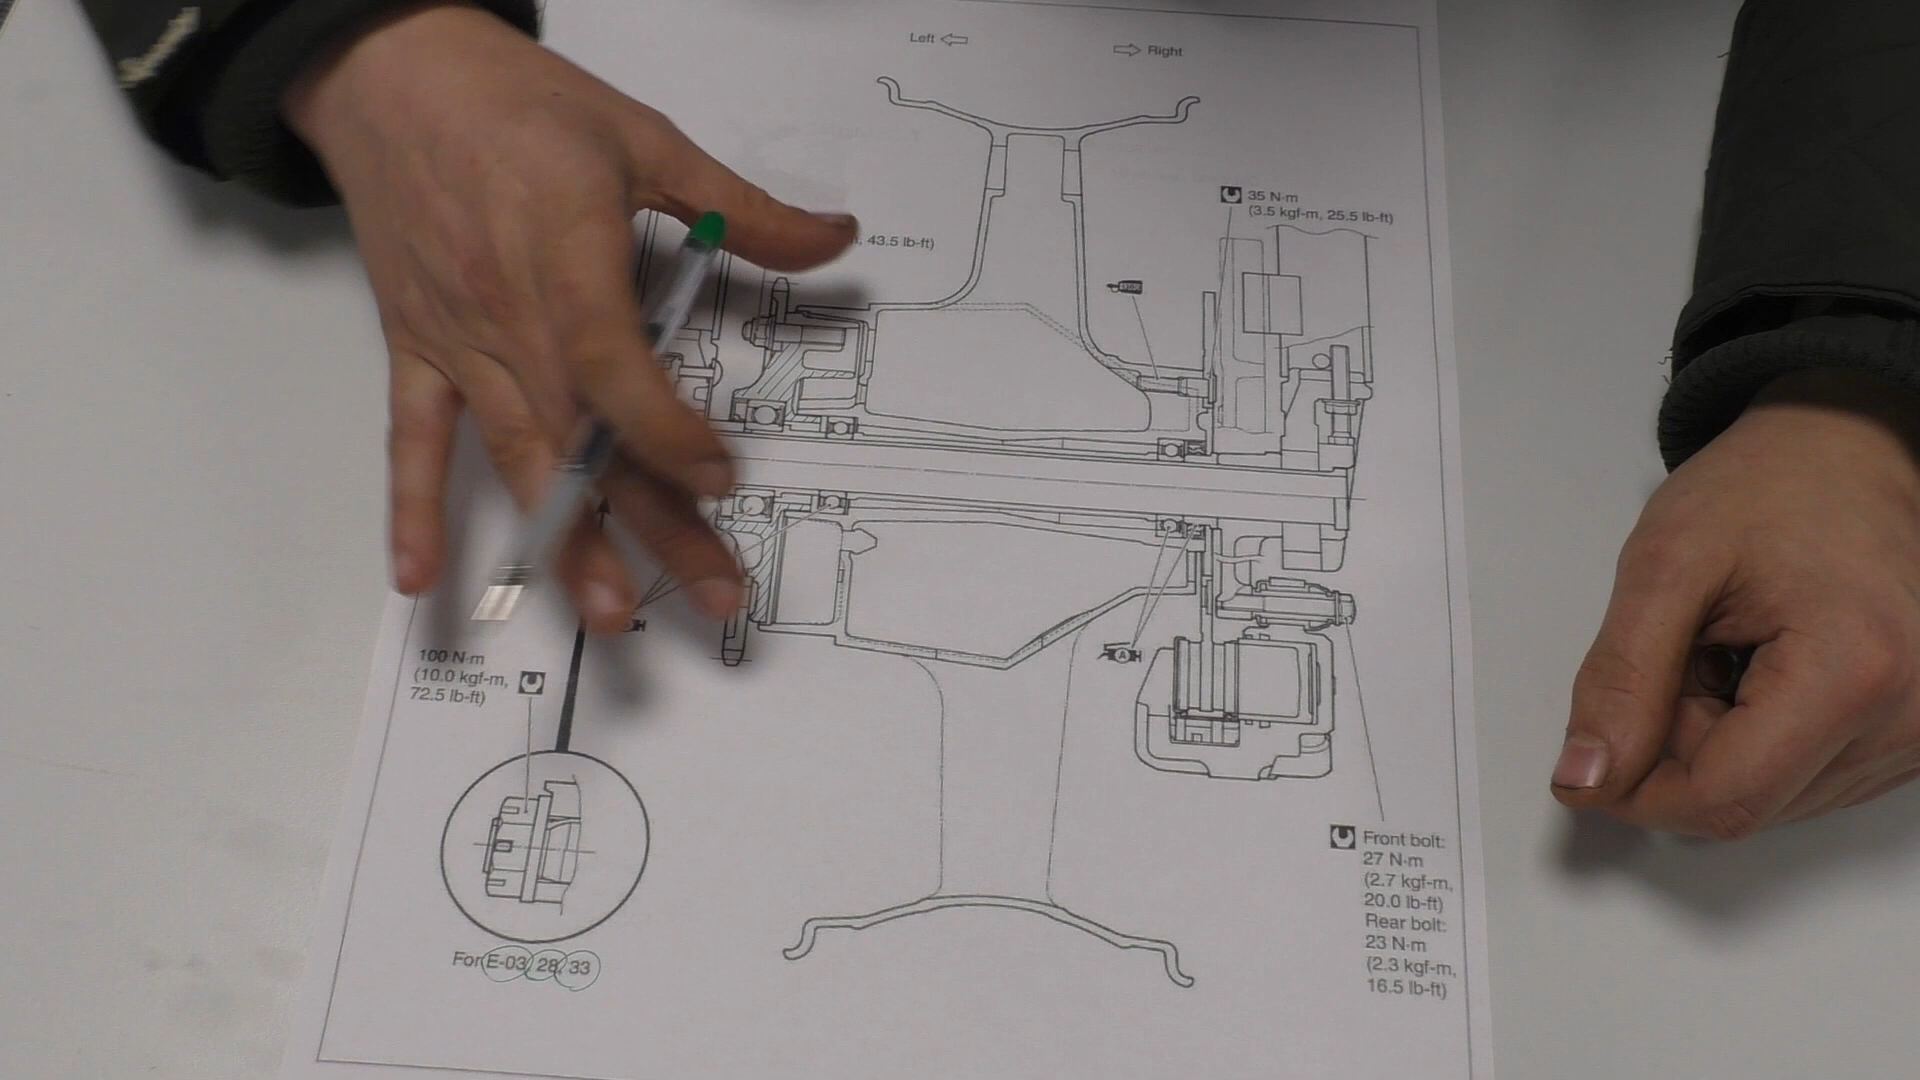 Left
Right
35 N·m
(3.5 kgf-m, 25.5 lb-ft)
43.5 lb-ft)
100 N·m
(10.0 kgf-m,
72.5 lb-ft)
A
For E-03, 28, 33
Front bolt:
27 N·m
(2.7 kgf-m,
20.0 lb-ft)
Rear bolt:
23 N·m
(2.3 kgf-m,
16.5 lb-ft)